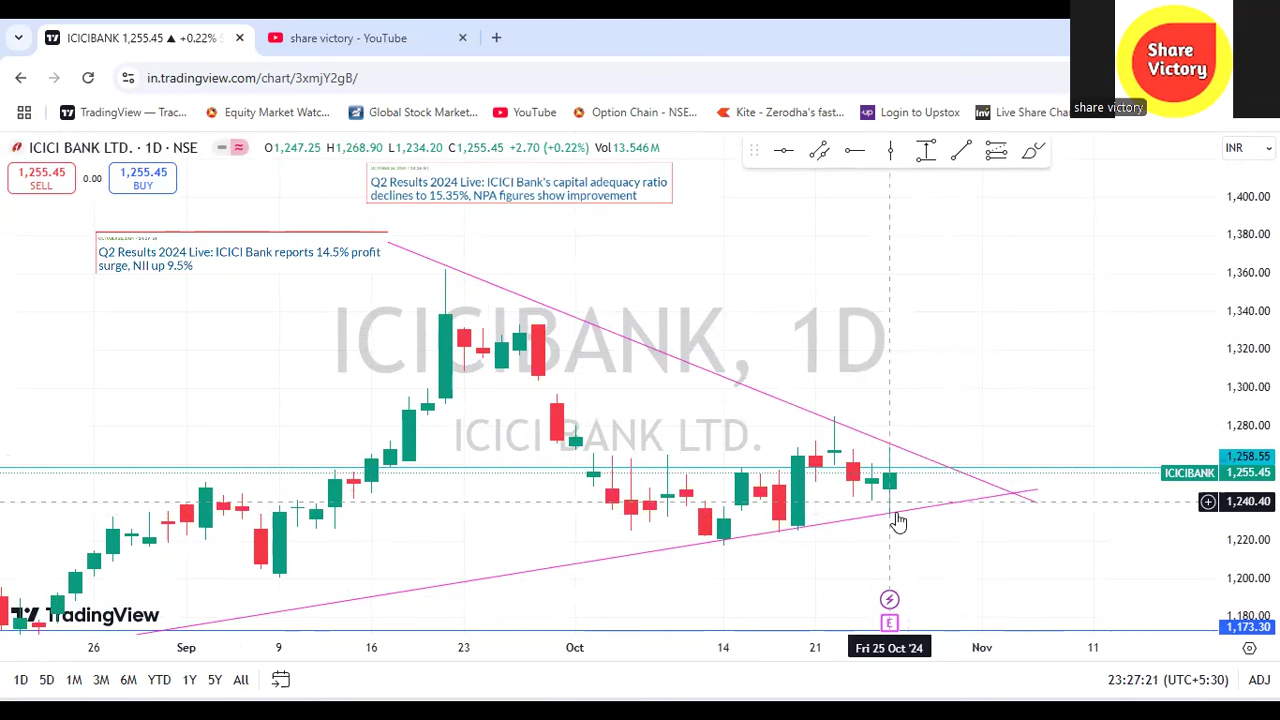 ICICIBANK 1,255.45 ▲ +0.22%
share victory - YouTube
Share
Victory
share victory
in.tradingview.com/chart/3xmjY2gB/
TradingView — Trac...
Equity Market Watc...
Global Stock Market...
YouTube
Option Chain - NSE...
Kite - Zerodha's fast...
Login to Upstox
Live Share Cha
ICICI BANK LTD. · 1D · NSE
O1,247.25 H1,268.90 L1,234.20 C1,255.45 +2.70 (+0.22%) Vol13.546M
INR
1,255.45
SELL
0.00
1,255.45
BUY
Q2 Results 2024 Live: ICICI Bank's capital adequacy ratio
declines to 15.35%, NPA figures show improvement
Q2 Results 2024 Live: ICICI Bank reports 14.5% profit
surge, NII up 9.5%
ICICIBANK, 1D
ICICI BANK LTD.
1,400.00
1,380.00
1,360.00
1,340.00
1,320.00
1,300.00
1,280.00
1,258.55
ICICIBANK 1,255.45
1,240.40
1,220.00
1,200.00
1,180.00
1,173.30
TradingView
E
26 Sep 9 16 23 Oct 14 21 Fri 25 Oct '24 Nov 11
1D 5D 1M 3M 6M YTD 1Y 5Y All
23:27:21 (UTC+5:30) ADJ